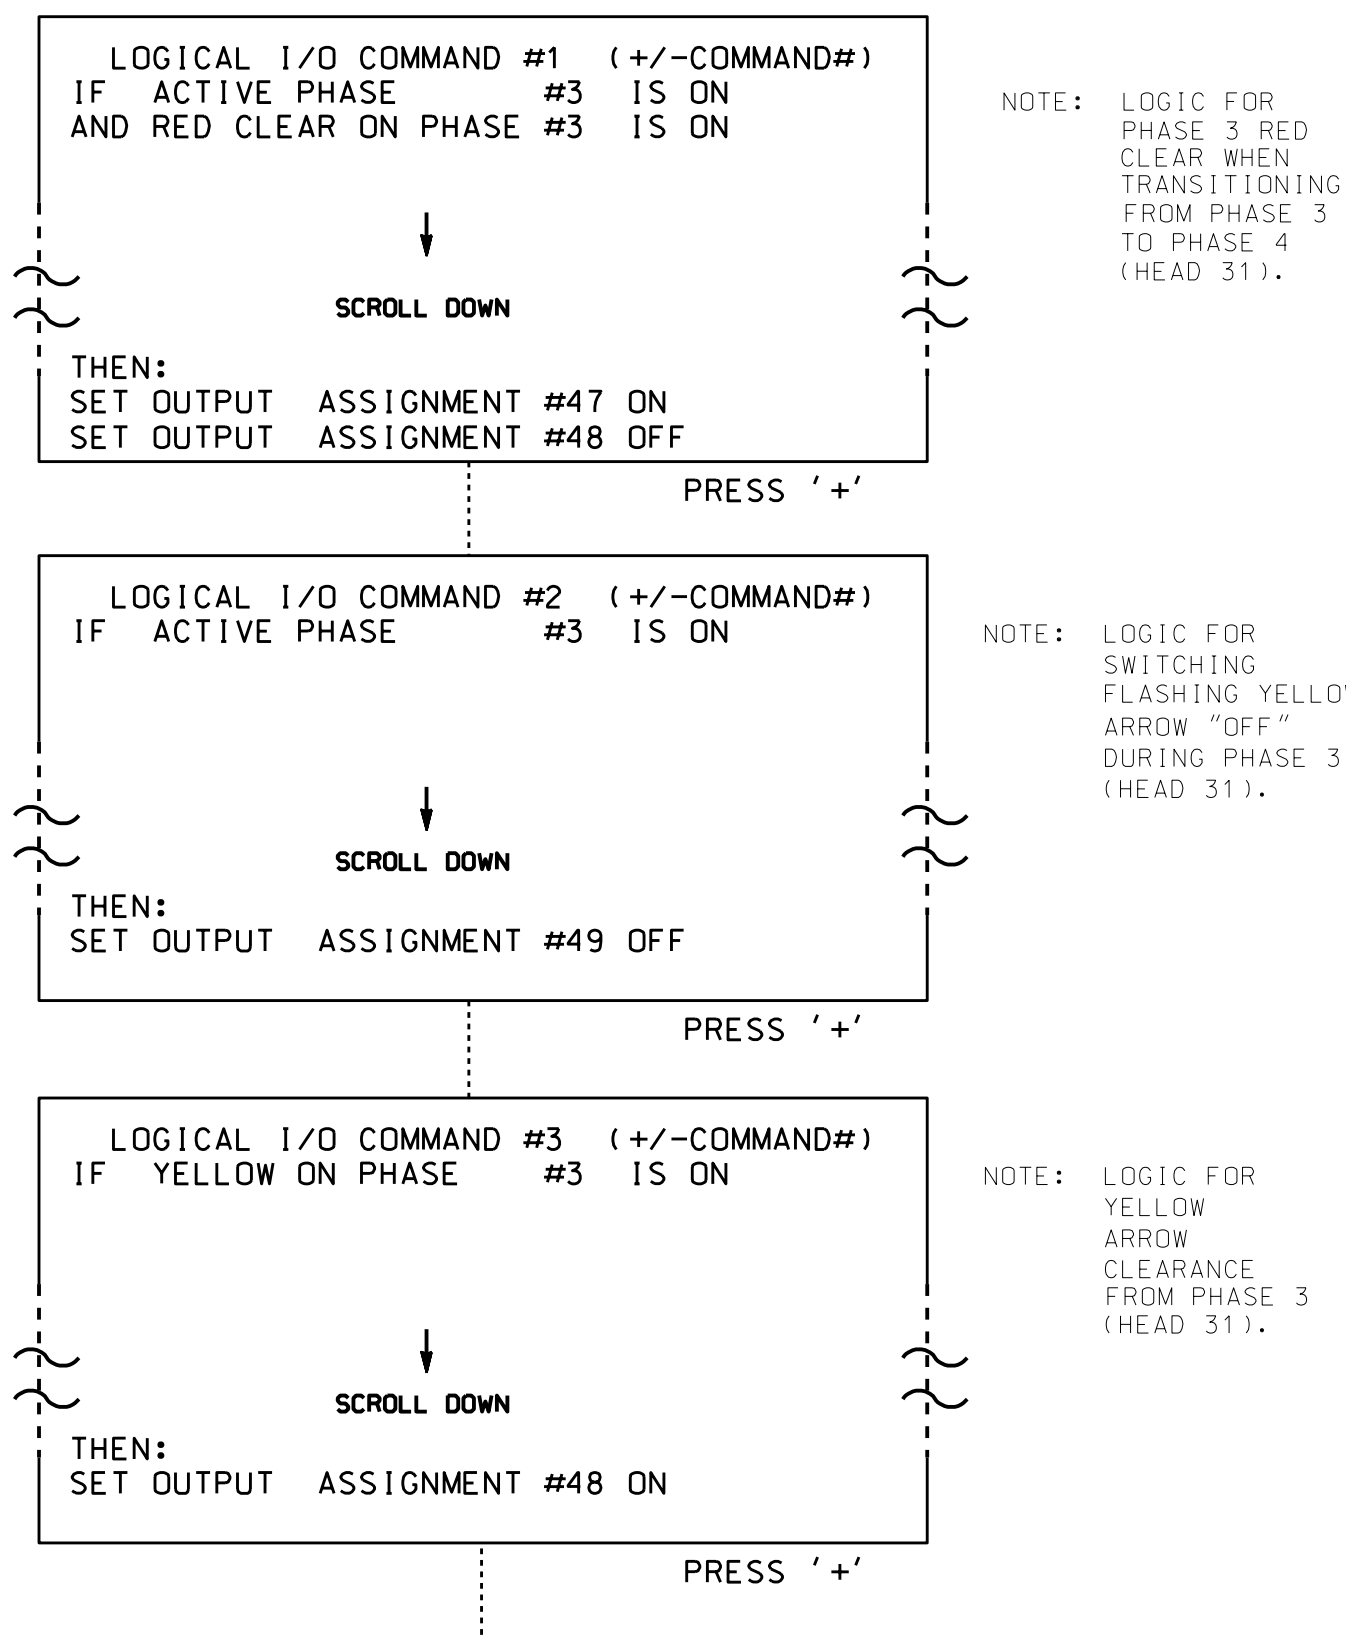 LOGICAL I/O COMMAND #1 (+/-COMMAND#)
IF ACTIVE PHASE #3 IS ON
AND RED CLEAR ON PHASE #3 IS ON
SCROLL DOWN
THEN:
SET OUTPUT ASSIGNMENT #47 ON
SET OUTPUT ASSIGNMENT #48 OFF
PRESS '+'
NOTE: LOGIC FOR
PHASE 3 RED
CLEAR WHEN
TRANSITIONING
FROM PHASE 3
TO PHASE 4
(HEAD 31).
LOGICAL I/O COMMAND #2 (+/-COMMAND#)
IF ACTIVE PHASE #3 IS ON
SCROLL DOWN
THEN:
SET OUTPUT ASSIGNMENT #49 OFF
PRESS '+'
NOTE: LOGIC FOR
SWITCHING
FLASHING YELLOW
ARROW "OFF"
DURING PHASE 3
(HEAD 31).
LOGICAL I/O COMMAND #3 (+/-COMMAND#)
IF YELLOW ON PHASE #3 IS ON
SCROLL DOWN
THEN:
SET OUTPUT ASSIGNMENT #48 ON
PRESS '+'
NOTE: LOGIC FOR
YELLOW
ARROW
CLEARANCE
FROM PHASE 3
(HEAD 31).